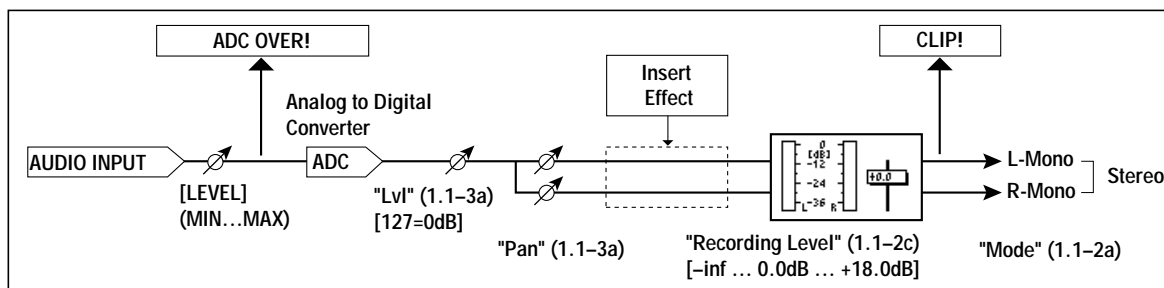 ADC OVER!
CLIP!
Insert
Effect
Analog to Digital
Converter
AUDIO INPUT
ADC
0
[dB]
-12
-24
-36
L
R
+0.0
L-Mono
R-Mono
Stereo
[LEVEL]
(MIN…MAX)
"Lvl" (1.1–3a)
[127=0dB]
"Pan" (1.1–3a)
"Recording Level" (1.1–2c)
[–inf … 0.0dB … +18.0dB]
"Mode" (1.1–2a)